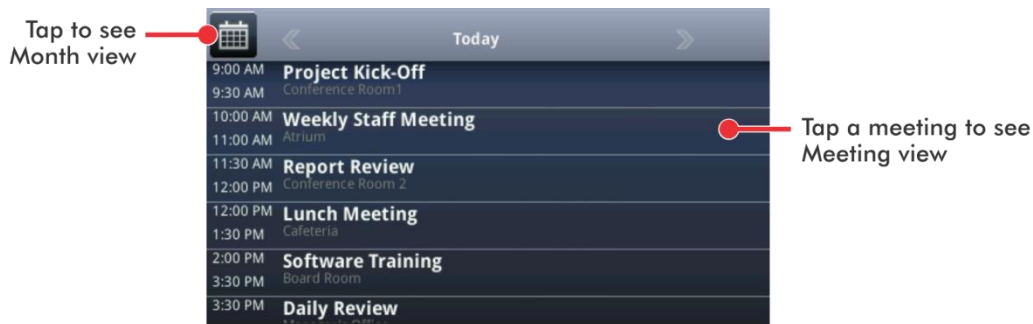 Tap to see
Month view
Today
9:00 AM Project Kick-Off
9:30 AM Conference Room1
10:00 AM Weekly Staff Meeting
11:00 AM Atrium
11:30 AM Report Review
12:00 PM Conference Room 2
12:00 PM Lunch Meeting
1:30 PM Cafeteria
2:00 PM Software Training
3:30 PM Board Room
3:30 PM Daily Review
Tap a meeting to see
Meeting view